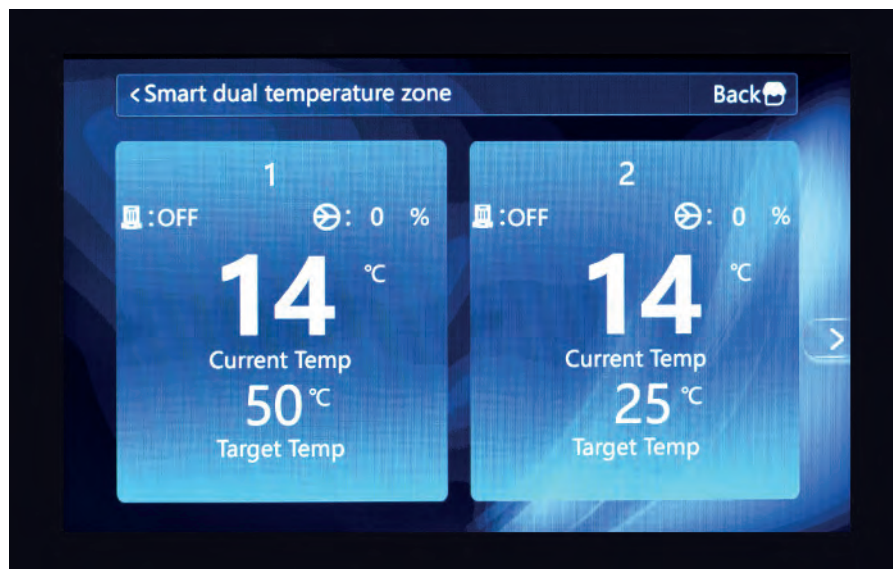 <Smart dual temperature zone
Back
1
:OFF
: 0 %
14 °C
Current Temp
50 °C
Target Temp
2
:OFF
: 0 %
14 °C
Current Temp
25 °C
Target Temp
>